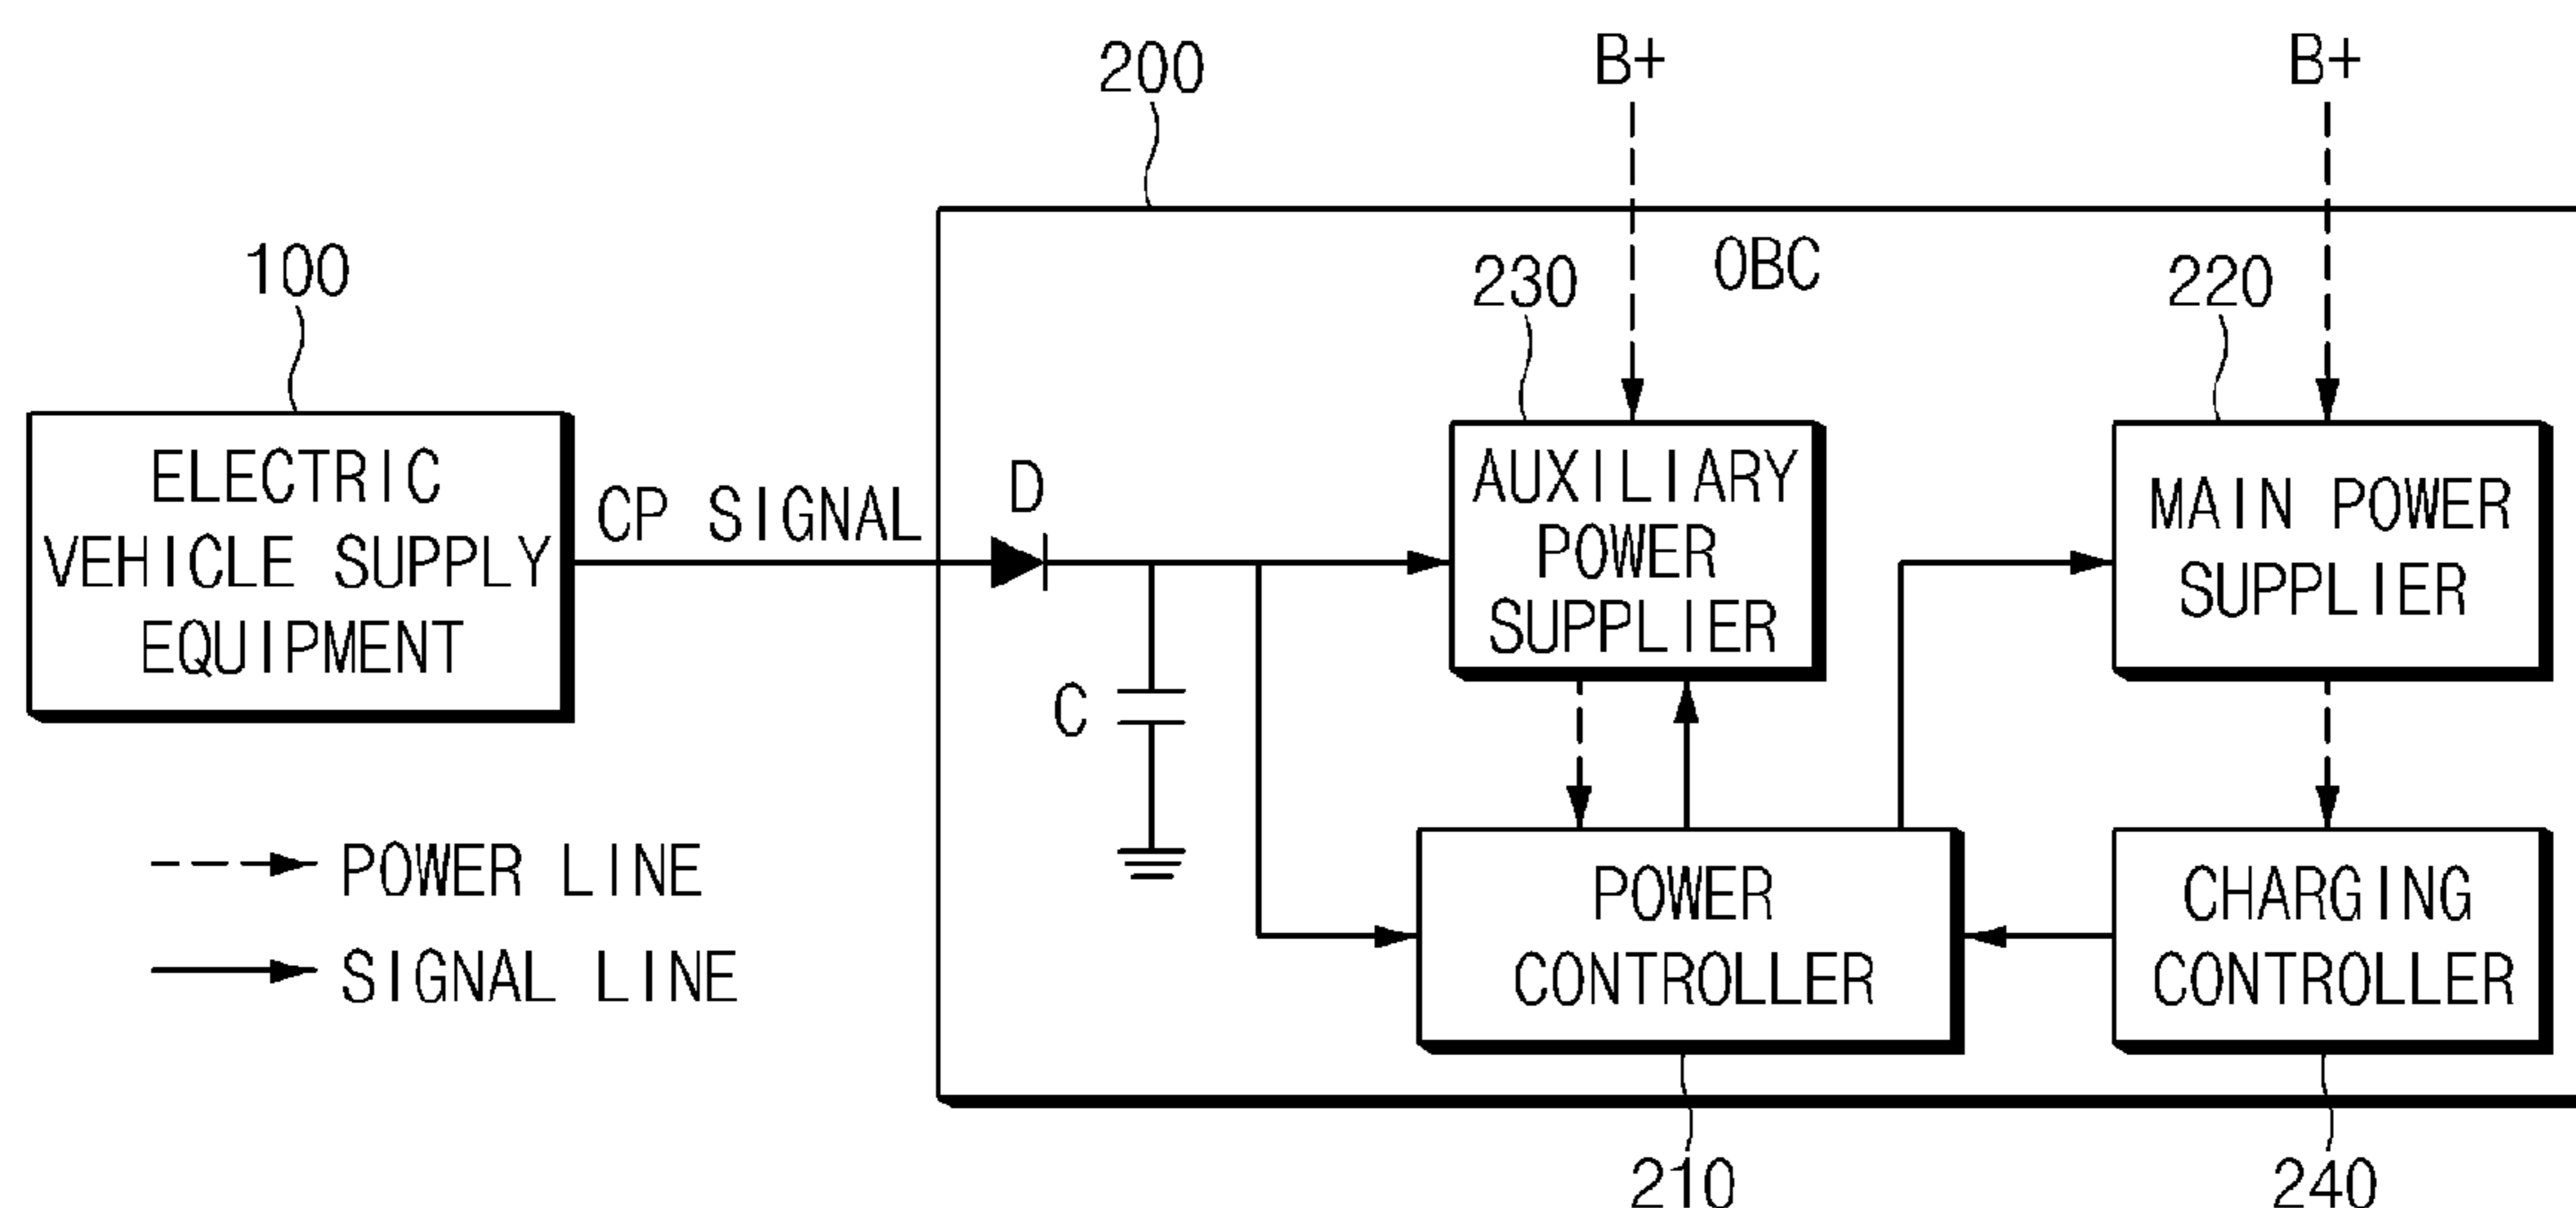 200
B+
B+
100
230
OBC
220
ELECTRIC
VEHICLE SUPPLY
EQUIPMENT
CP SIGNAL
D
C
AUXILIARY
POWER
SUPPLIER
MAIN POWER
SUPPLIER
POWER LINE
SIGNAL LINE
POWER
CONTROLLER
CHARGING
CONTROLLER
210
240